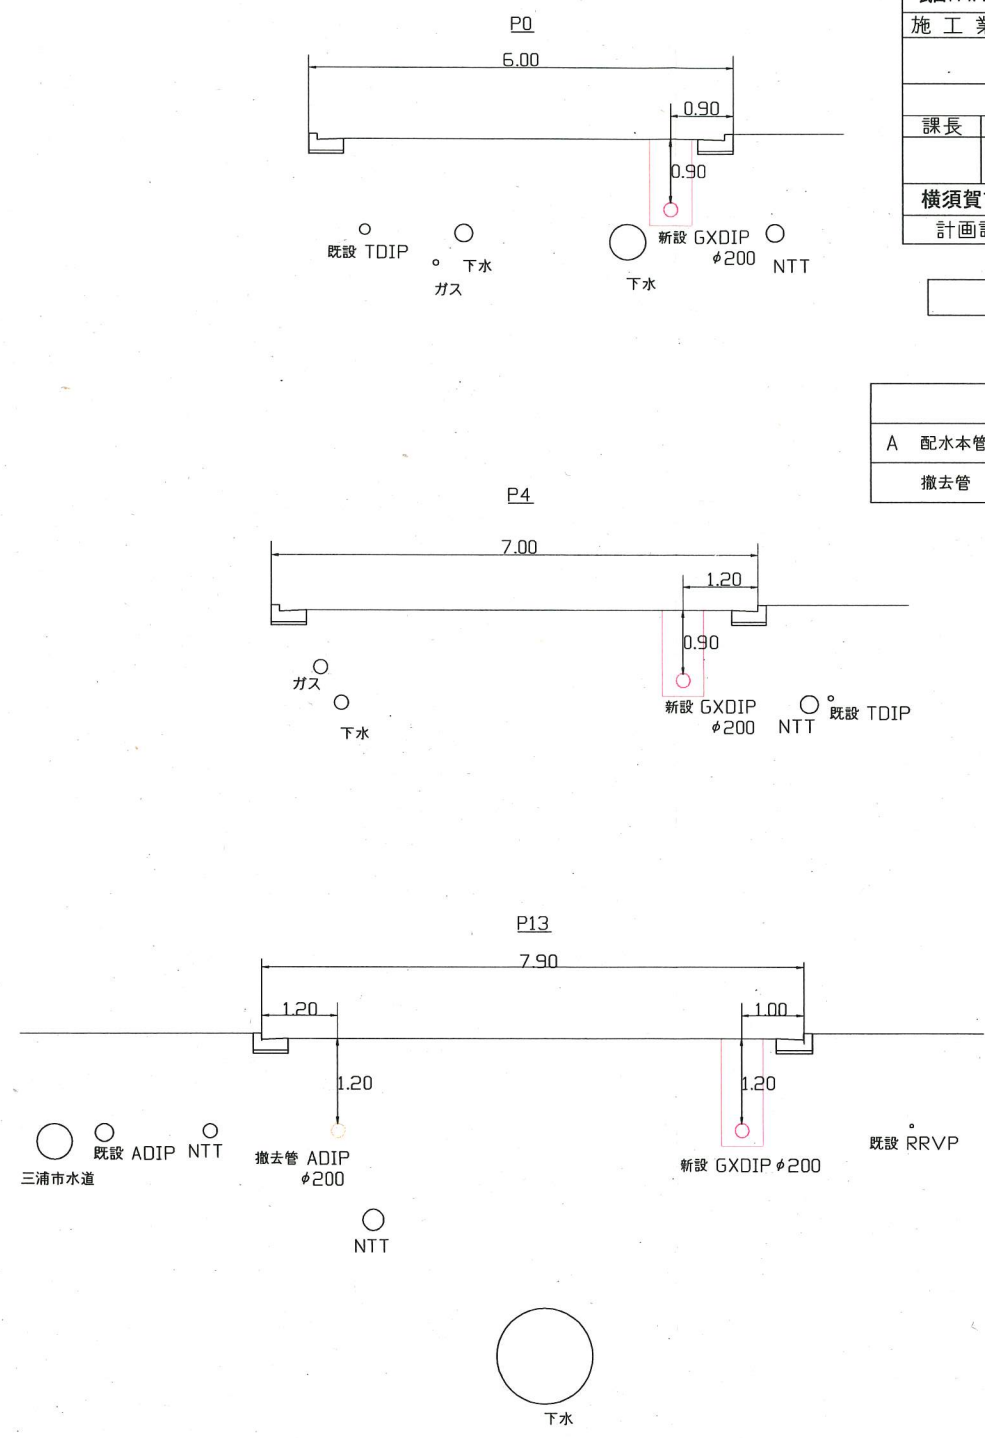 P0
6.00
0.90
0.90
既設 TDIP
ガス
下水
下水
新設 GXDIP
φ200
NTT
施工業
課長
横須賀
計画
A 配水本管
撤去管
P4
7.00
1.20
0.90
ガス
下水
新設 GXDIP
φ200
NTT
既設 TDIP
P13
7.90
1.20
1.00
1.20
1.20
三浦市水道
既設 ADIP
NTT
撤去管 ADIP
φ200
NTT
新設 GXDIP φ200
既設 RRVP
下水